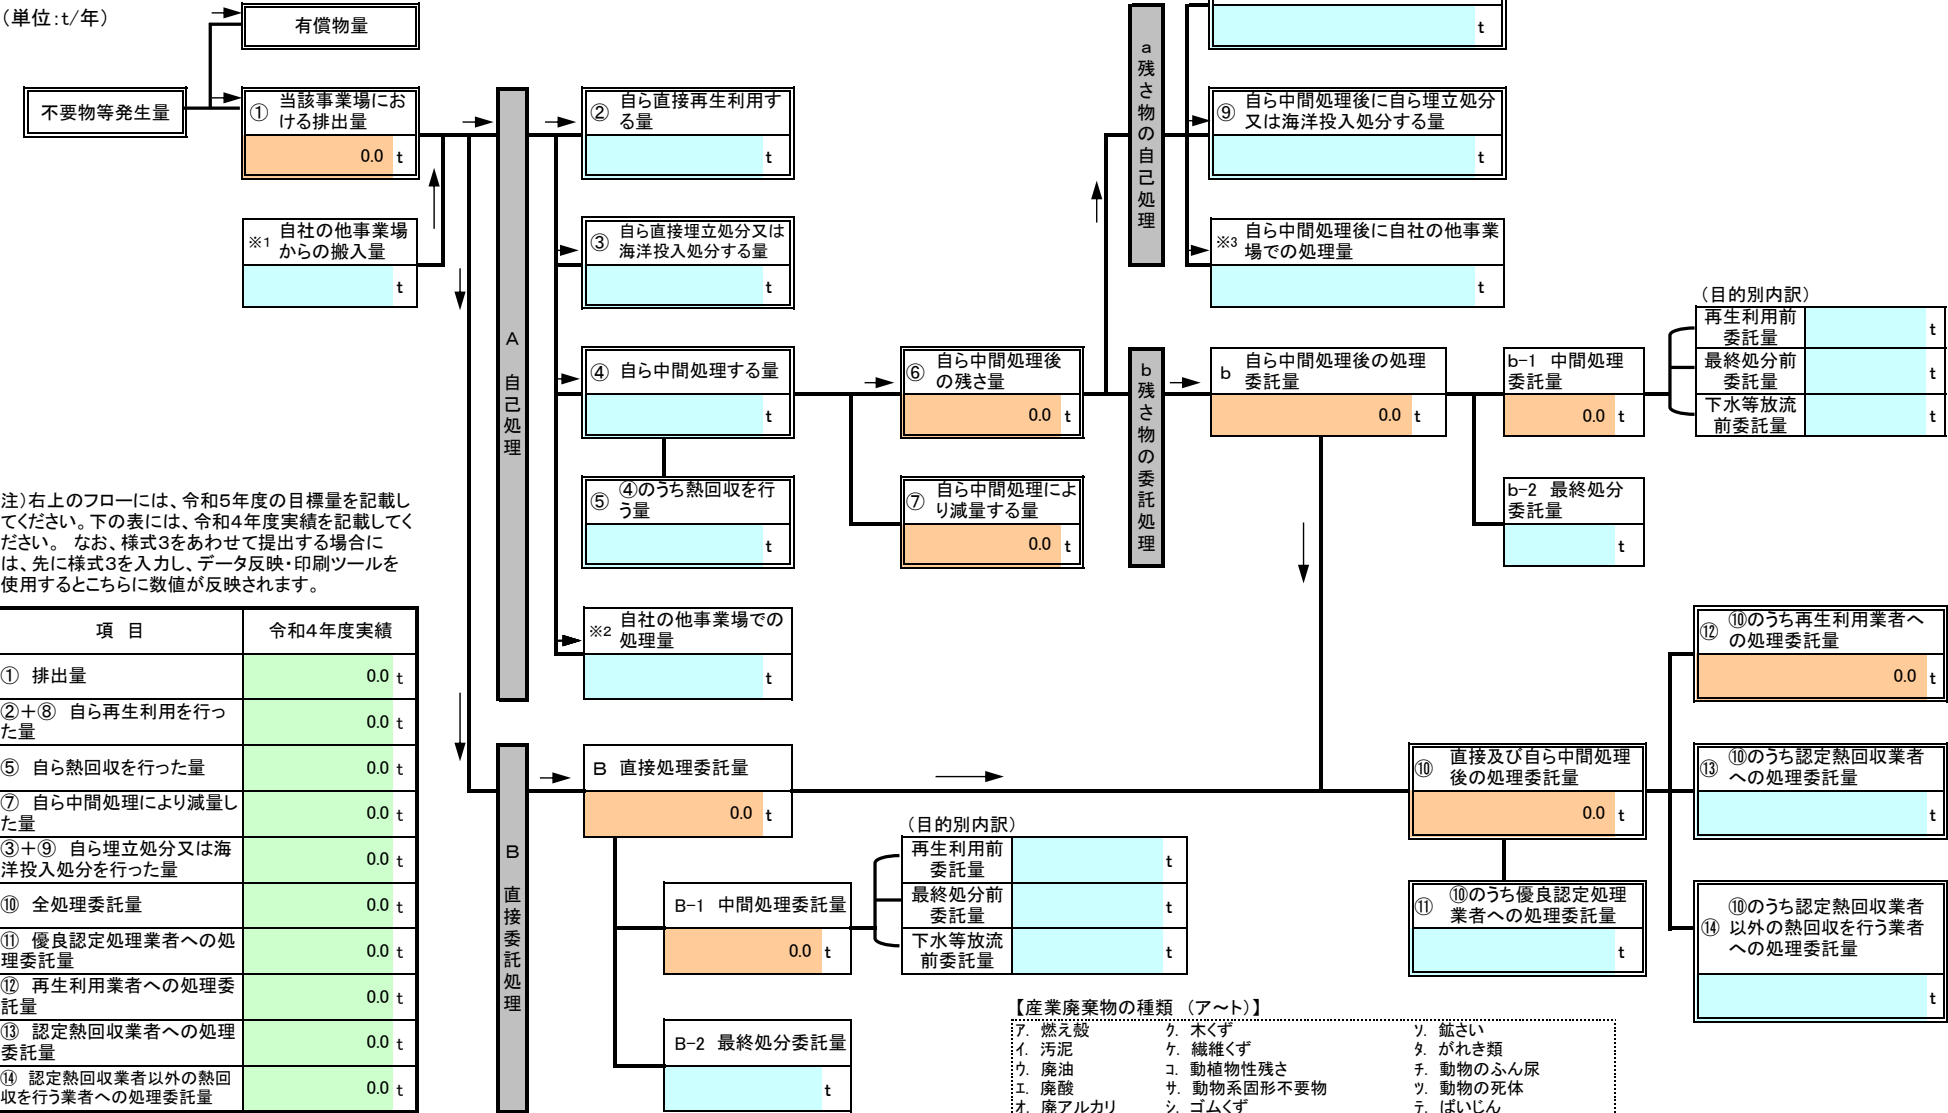 （単位：t/年）
有償物量
t
不要物等発生量
① 当該事業場にお
ける排出量
0.0 t
② 自ら直接再生利用す
る量
t
a 残さ物の自己処理
⑨ 自ら中間処理後に自ら埋立処分
又は海洋投入処分する量
t
※1 自社の他事業場
からの搬入量
t
③ 自ら直接埋立処分又は
海洋投入処分する量
t
※3 自ら中間処理後に自社の他事業
場での処理量
t
A 自己処理
④ 自ら中間処理する量
t
⑥ 自ら中間処理後
の残さ量
0.0 t
b 残さ物の委託処理
b 自ら中間処理後の処理
委託量
0.0 t
b-1 中間処理
委託量
0.0 t
（目的別内訳）
再生利用前
委託量
t
最終処分前
委託量
t
下水等放流
前委託量
t
⑤ ④のうち熱回収を行
う量
t
⑦ 自ら中間処理によ
り減量する量
0.0 t
b-2 最終処分
委託量
t
注）右上のフローには、令和５年度の目標量を記載し
てください。下の表には、令和４年度実績を記載してく
ださい。 なお、様式３をあわせて提出する場合に
は、先に様式３を入力し、データ反映・印刷ツールを
使用するとこちらに数値が反映されます。
※2 自社の他事業場での
処理量
t
項 目 令和４年度実績
① 排出量 0.0 t
②＋⑧ 自ら再生利用を行っ
た量
0.0 t
⑤ 自ら熱回収を行った量 0.0 t
⑦ 自ら中間処理により減量し
た量
0.0 t
③＋⑨ 自ら埋立処分又は海
洋投入処分を行った量
0.0 t
⑩ 全処理委託量 0.0 t
⑪ 優良認定処理業者への処
理委託量
0.0 t
⑫ 再生利用業者への処理委
託量
0.0 t
⑬ 認定熱回収業者への処理
委託量
0.0 t
⑭ 認定熱回収業者以外の熱回
収を行う業者への処理委託量
0.0 t
B 直接委託処理
B 直接処理委託量
0.0 t
（目的別内訳）
再生利用前
委託量
t
最終処分前
委託量
t
下水等放流
前委託量
t
B-1 中間処理委託量
0.0 t
B-2 最終処分委託量
t
⑩ 直接及び自ら中間処理
後の処理委託量
0.0 t
⑪ ⑩のうち優良認定処理
業者への処理委託量
t
⑫ ⑩のうち再生利用業者へ
の処理委託量
0.0 t
⑬ ⑩のうち認定熱回収業者
への処理委託量
t
⑭ ⑩のうち認定熱回収業者
以外の熱回収を行う業者
への処理委託量
t
【産業廃棄物の種類 （ア～ト）】
ｱ. 燃え殻 ｸ. 木くず ｿ. 鉱さい
ｲ. 汚泥 ｹ. 繊維くず ﾀ. がれき類
ｳ. 廃油 ｺ. 動植物性残さ ﾁ. 動物のふん尿
ｴ. 廃酸 ｻ. 動物系固形不要物 ﾂ. 動物の死体
ｵ. 廃アルカリ ｼ. ゴムくず ﾃ. ばいじん